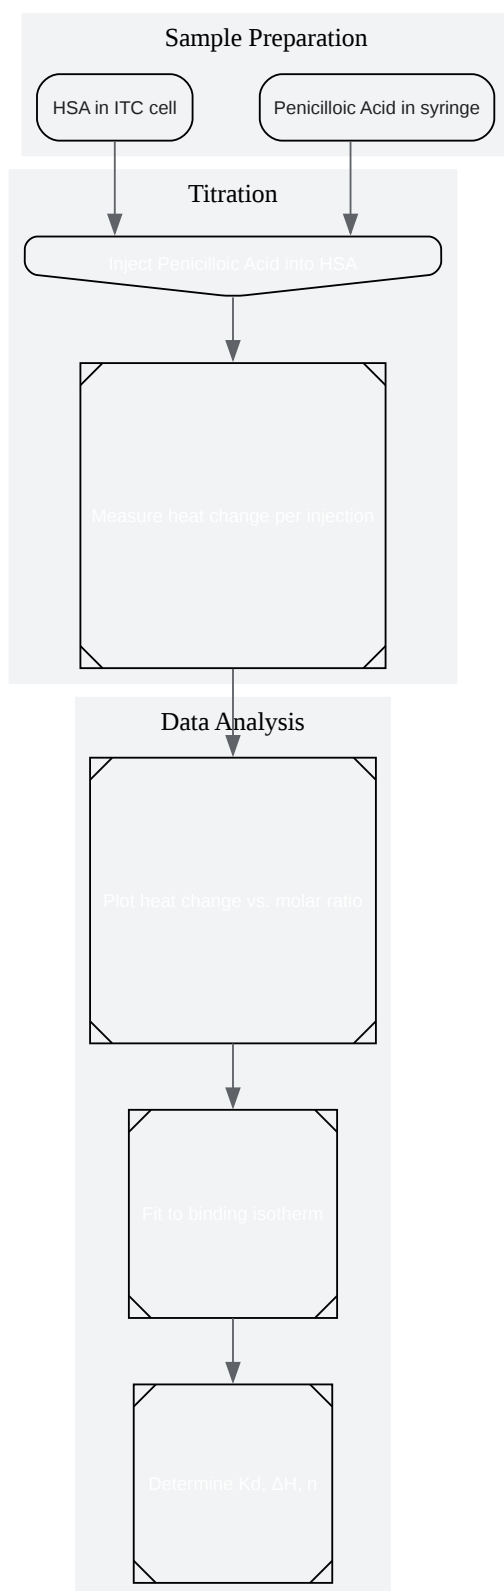 Sample Preparation
HSA in ITC cell
Penicilloic Acid in syringe
Titration
Inject Penicilloic Acid into HSA
Measure heat change per injection
Data Analysis
Plot heat change vs. molar ratio
Fit to binding isotherm
Determine Kd, ΔH, n